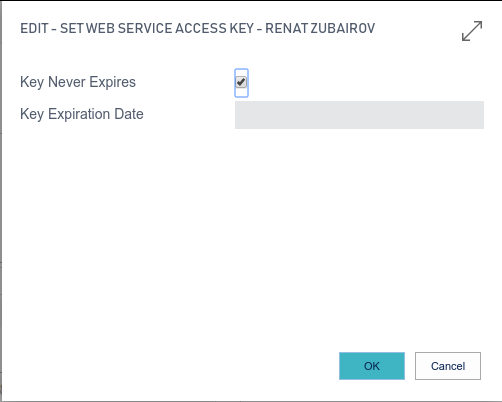 EDIT - SET WEB SERVICE ACCESS KEY - RENAT ZUBAIROV
Key Never Expires
Key Expiration Date
OK
Cancel